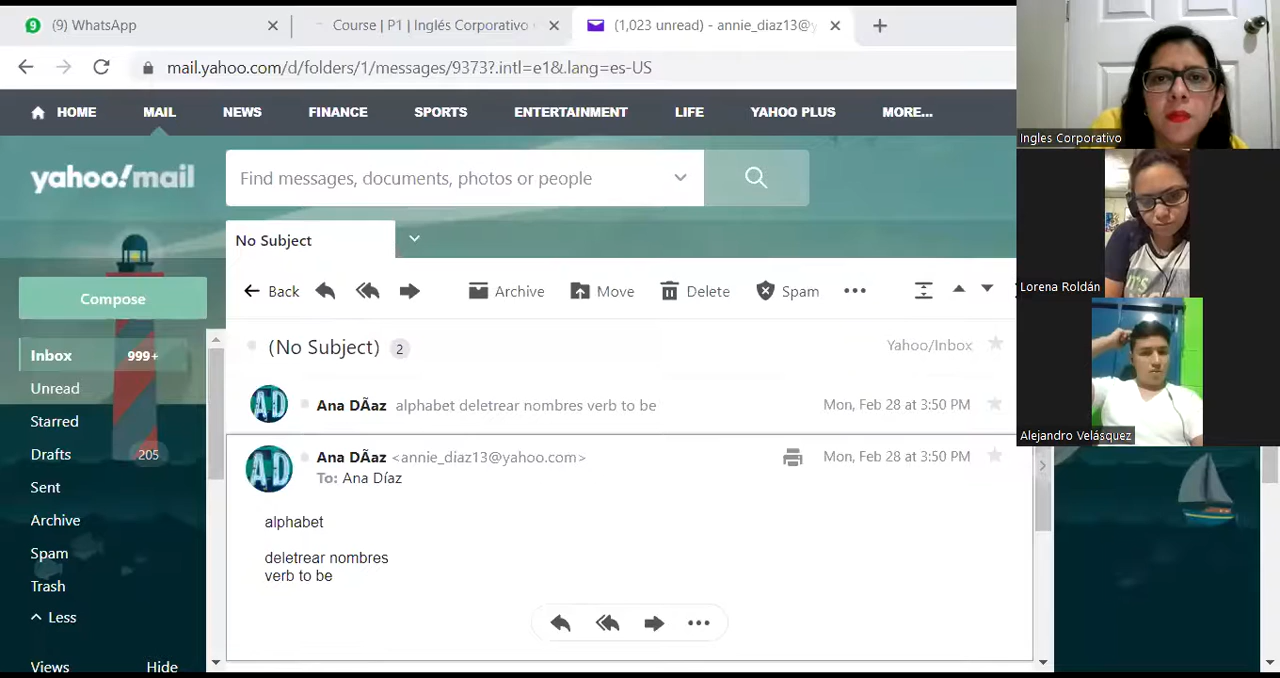 9 (9) WhatsApp
Course | P1 | Inglés Corporativo
(1,023 unread) - annie_diaz13@y
mail.yahoo.com/d/folders/1/messages/9373?.intl=e1&.lang=es-US
HOME MAIL NEWS FINANCE SPORTS ENTERTAINMENT LIFE YAHOO PLUS MORE...
Ingles Corporativo
yahoo!mail
Find messages, documents, photos or people
No Subject
Compose
Back Archive Move Delete Spam
Lorena Roldán
Inbox 999+
(No Subject) 2 Yahoo/Inbox
Unread
AD Ana DÃaz alphabet deletrear nombres verb to be Mon, Feb 28 at 3:50 PM
Starred
Alejandro Velásquez
Drafts 205
AD Ana DÃaz <annie_diaz13@yahoo.com> Mon, Feb 28 at 3:50 PM
To: Ana Díaz
Sent
Archive
alphabet
Spam
deletrear nombres
verb to be
Trash
Less
Views Hide